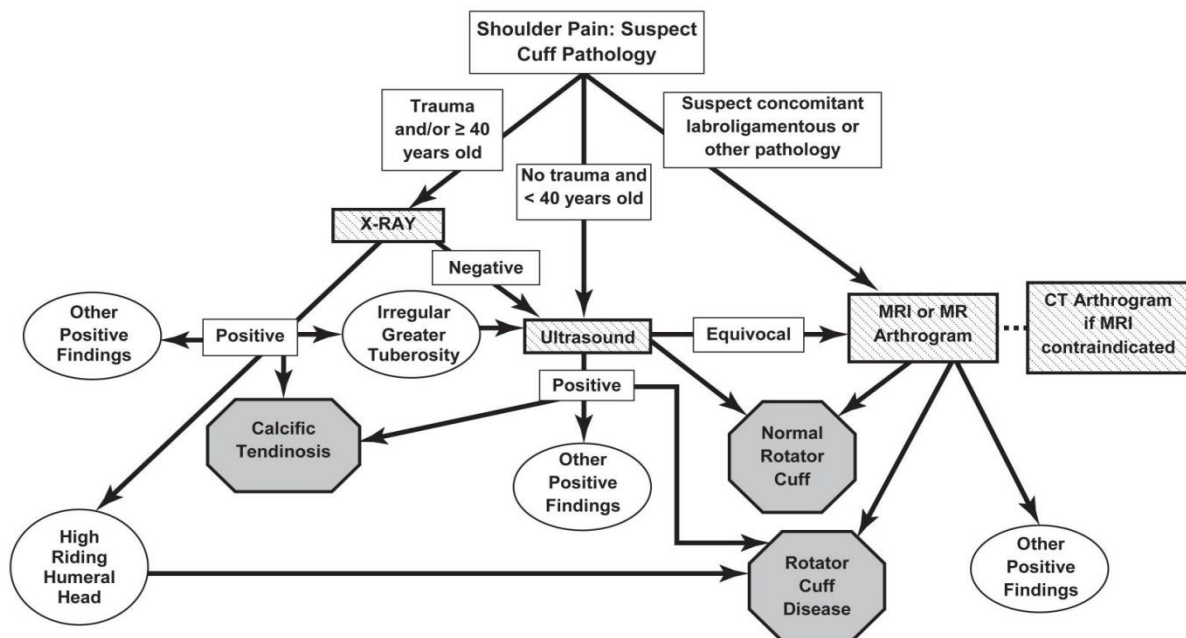 Shoulder Pain: Suspect
Cuff Pathology
Trauma
and/or ≥ 40
years old
No trauma and
< 40 years old
Suspect concomitant
labroligamentous or
other pathology
X-RAY
Negative
Other
Positive
Findings
Positive
Irregular
Greater
Tuberosity
Ultrasound
Equivocal
MRI or MR
Arthrogram
CT Arthrogram
if MRI
contraindicated
Positive
Calcific
Tendinosis
Other
Positive
Findings
Normal
Rotator
Cuff
High
Riding
Humeral
Head
Rotator
Cuff
Disease
Other
Positive
Findings